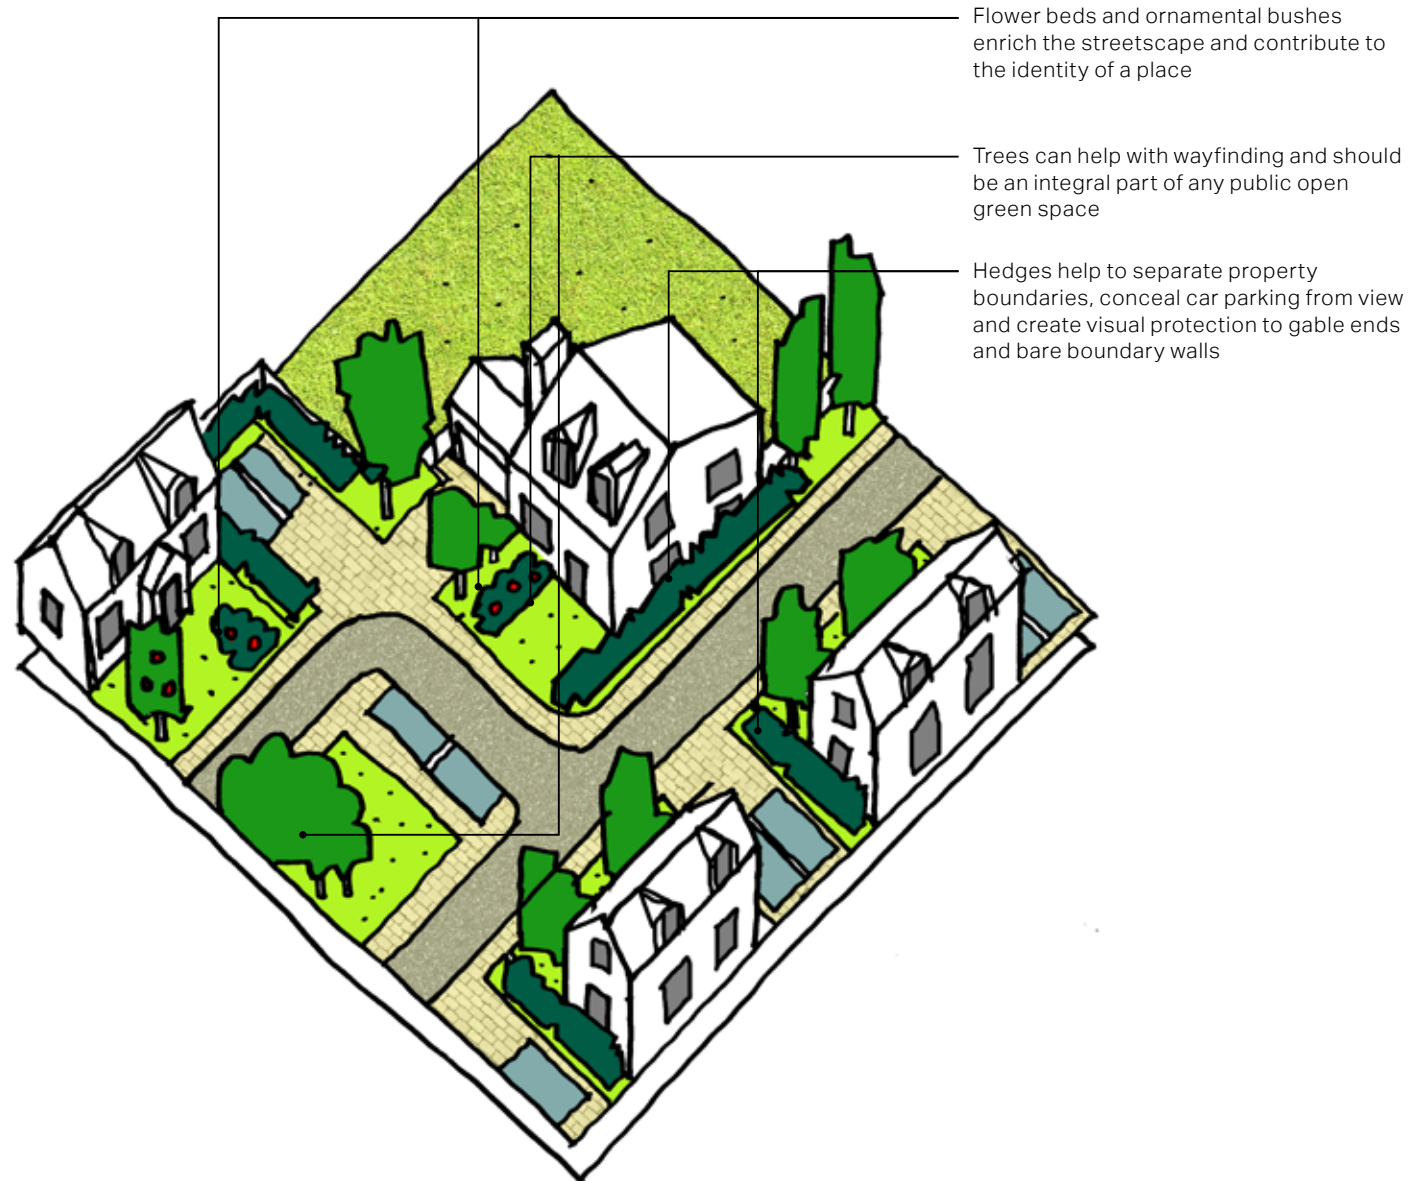 Flower beds and ornamental bushes
enrich the streetscape and contribute to
the identity of a place
Trees can help with wayfinding and should
be an integral part of any public open
green space
Hedges help to separate property
boundaries, conceal car parking from view
and create visual protection to gable ends
and bare boundary walls